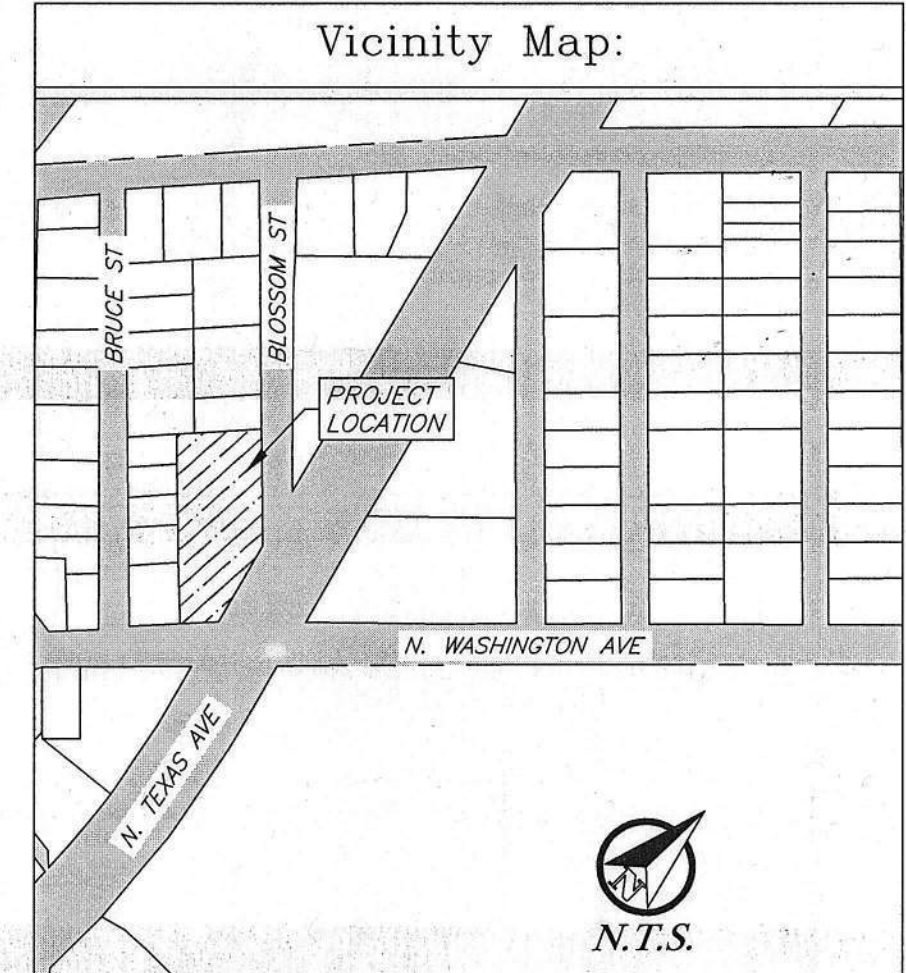 Vicinity Map:
BRUCE ST
BLOSSOM ST
PROJECT
LOCATION
N. WASHINGTON AVE
N. TEXAS AVE
N
N.T.S.